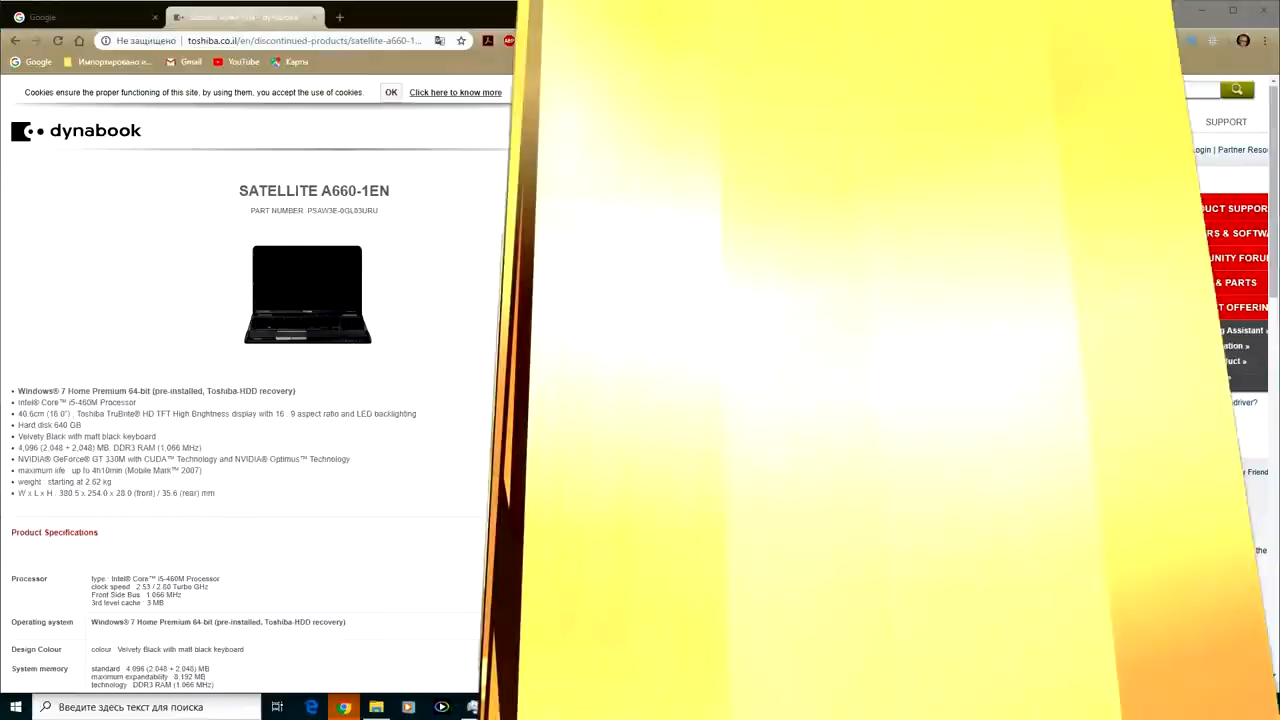 Google
Не защищено
toshiba.co.il/en/discontinued-products/satellite-a660-1...
ABP
Google
Импортировано и...
Gmail
YouTube
Карты
Cookies ensure the proper functioning of this site, by using them, you accept the use of cookies.
OK
Click here to know more
dynabook
SUPPORT
Login | Partner Reso
SATELLITE A660-1EN
PART NUMBER PSAW3E-0GL03URU
UCT SUPPOR
RS & SOFTWA
UNITY FORU
& PARTS
T OFFERIN
g Assistant »
ation »
uct »
driver?
y Friend
the
• Windows® 7 Home Premium 64-bit (pre-installed, Toshiba-HDD recovery)
• Intel® Core™ i5-460M Processor
• 40.6cm (16.0") , Toshiba TruBrite® HD TFT High Brightness display with 16 : 9 aspect ratio and LED backlighting
• Hard disk 640 GB
• Velvety Black with matt black keyboard
• 4,096 (2,048 + 2,048) MB, DDR3 RAM (1,066 MHz)
• NVIDIA® GeForce® GT 330M with CUDA™ Technology and NVIDIA® Optimus™ Technology
• maximum life : up to 4h10min (Mobile Mark™ 2007)
• weight : starting at 2.62 kg
• W x L x H : 380.5 x 254.0 x 28.0 (front) / 35.6 (rear) mm
Product Specifications
Processor
type : Intel® Core™ i5-460M Processor
clock speed : 2.53 / 2.80 Turbo GHz
Front Side Bus : 1,066 MHz
3rd level cache : 3 MB
Operating system
Windows® 7 Home Premium 64-bit (pre-installed, Toshiba-HDD recovery)
Design Colour
colour : Velvety Black with matt black keyboard
System memory
standard : 4,096 (2,048 + 2,048) MB
maximum expandability : 8,192 MB
technology : DDR3 RAM (1,066 MHz)
Введите здесь текст для поиска